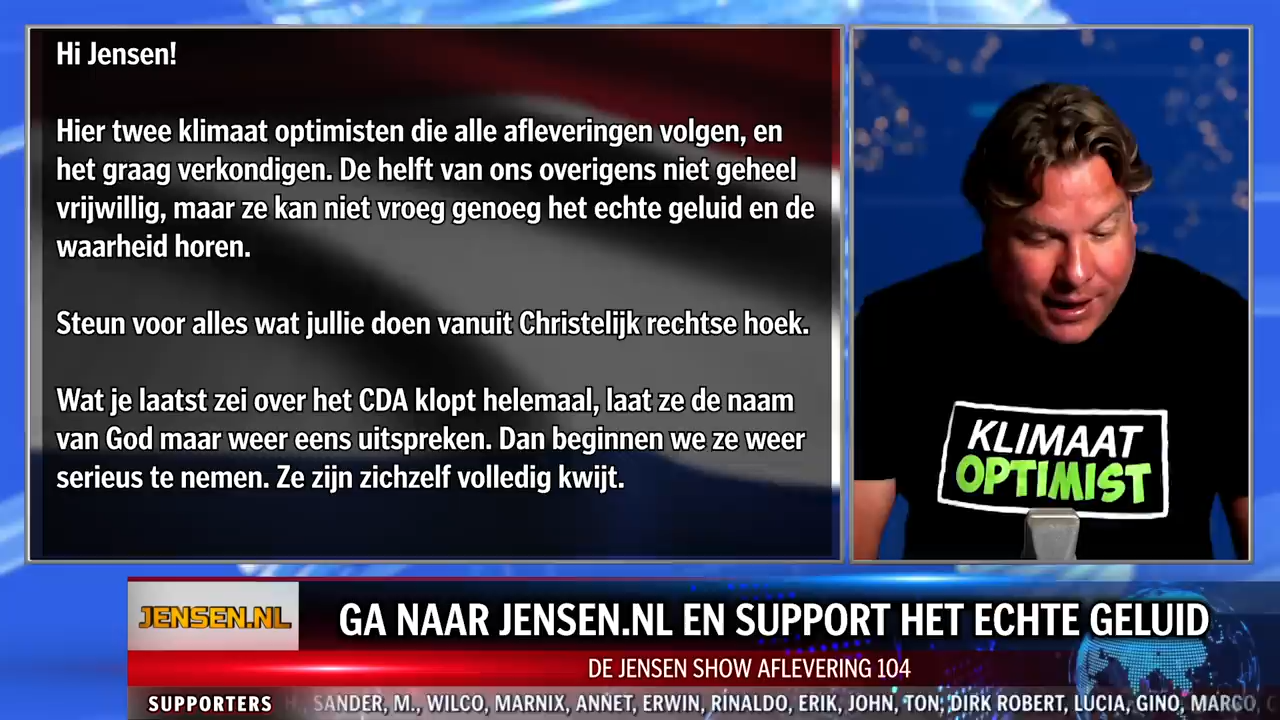 Hi Jensen!
Hier twee klimaat optimisten die alle afleveringen volgen, en
het graag verkondigen. De helft van ons overigens niet geheel
vrijwillig, maar ze kan niet vroeg genoeg het echte geluid en de
waarheid horen.
Steun voor alles wat jullie doen vanuit Christelijk rechtse hoek.
Wat je laatst zei over het CDA klopt helemaal, laat ze de naam
van God maar weer eens uitspreken. Dan beginnen we ze weer
serieus te nemen. Ze zijn zichzelf volledig kwijt.
KLIMAAT
OPTIMIST
JENSEN.NL
GA NAAR JENSEN.NL EN SUPPORT HET ECHTE GELUID
DE JENSEN SHOW AFLEVERING 104
SUPPORTERS
SANDER, M., WILCO, MARNIX, ANNET, ERWIN, RINALDO, ERIK, JOHN, TON, DIRK ROBERT, LUCIA, GINO, MARCO,